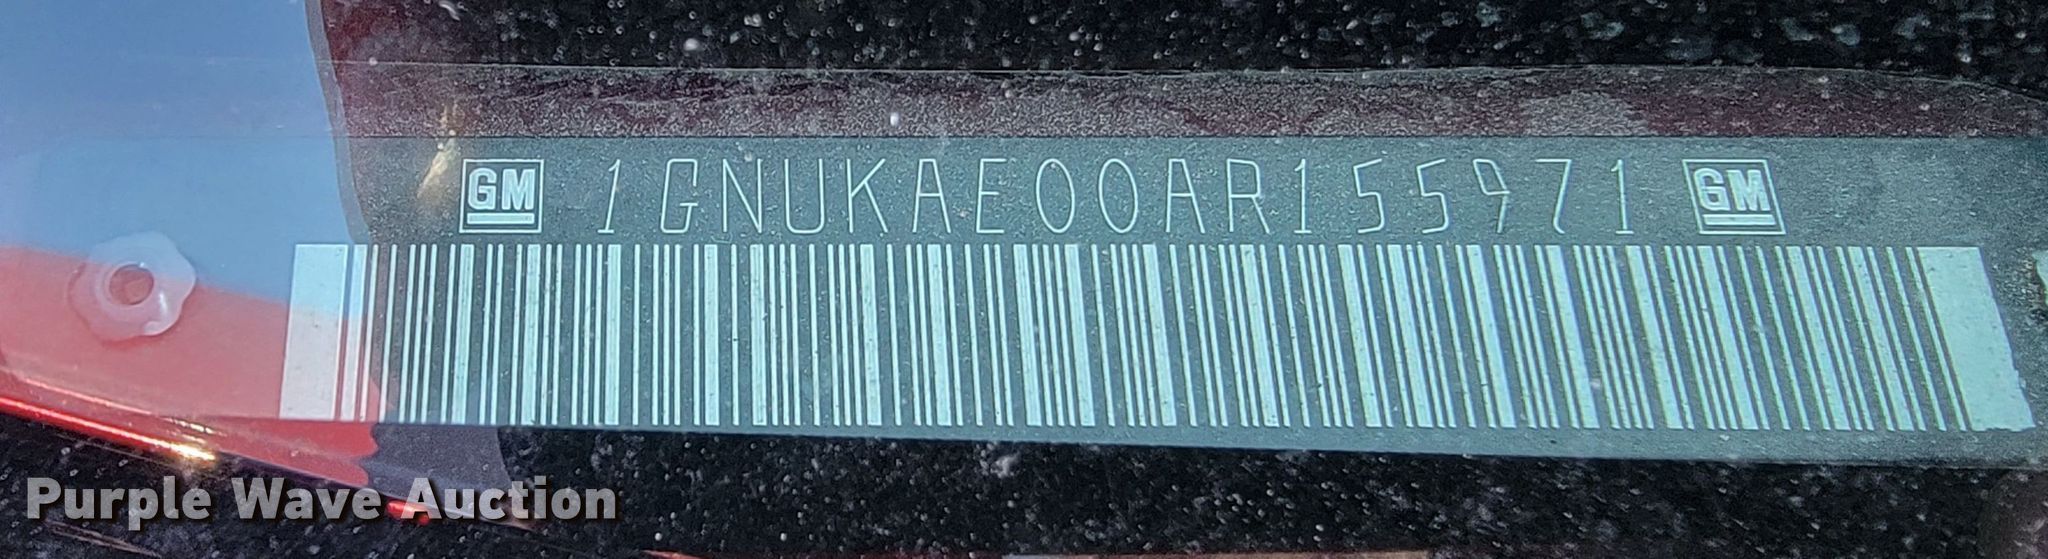 GM 1GNUKAE00AR155971 GM
Purple Wave Auction